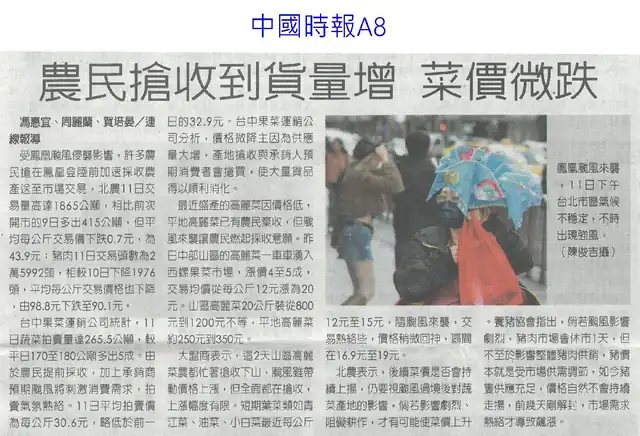 中國時報A8
農民搶收到貨量增 菜價微跌
馮惠宜、周麗蘭、賀培晏／連
線報導
受鳳凰颱風侵襲影響，許多農
民搶在鳳凰登陸前加速採收農
產送至市場交易，北農11日交
易量高達1865公噸，相比前次
開市的9日多出415公噸，但平
均每公斤交易價下跌0.7元，為
43.9元；豬肉11日交易頭數為2
萬5992頭，相較10日下降1976
頭，平均每公斤交易價格也下降
，由98.8元下跌至90.1元。
台中果菜運銷公司統計，11
日蔬菜拍賣量達265.5公噸，較
平日170至180公噸多出5成。由
於農民提前採收，加上承銷商
預期颱風將刺激消費需求，拍
賣氣氛熱絡。11日平均拍賣價
為每公斤30.6元，略低於前一
日的32.9元。台中果菜運銷公
司分析，價格微降主因為供應
量大增，產地搶收與承銷人預
期消費者會搶買，使大量貨品
得以順利消化。
最近盛產的高麗菜因價格低，
平地高麗菜已有農民棄收，但颱
風來襲讓農民燃起採收意願。昨
日中部山區的高麗菜一車車湧入
西螺果菜市場，漲價4至5成，
交易均價從每公斤12元漲為20
元。山區高麗菜20公斤裝從800
元到1200元不等，平地高麗菜
約250元到350元。
大盤商表示，這2天山區高麗
菜農都忙著搶收下山，颱風雖帶
動價格上漲，但全面都在搶收，
上漲幅度有限。短期葉菜類如青
江菜、油菜、小白菜最近每公斤
鳳凰颱風來襲
，11日下午
台北市區氣候
不穩定，不時
出現強風。
（陳俊吉攝）
12元至15元，隨颱風來襲，交
易熱絡些，價格稍微回神，區間
在16.9元至19元。
北農表示，後續菜價是否會持
續上揚，仍要視颱風過境後對蔬
菜產地的影響，倘若影響劇烈、
阻礙耕作，才有可能使菜價上升
。養豬協會指出，倘若颱風影響
劇烈，豬肉市場會休市1天，但
不至於影響整體豬肉供銷，豬價
本就是受市場供需調節，如今豬
隻供應充足，價格自然不會持續
走揚，前幾天剛解封，市場需求
熱絡才導致飆漲。